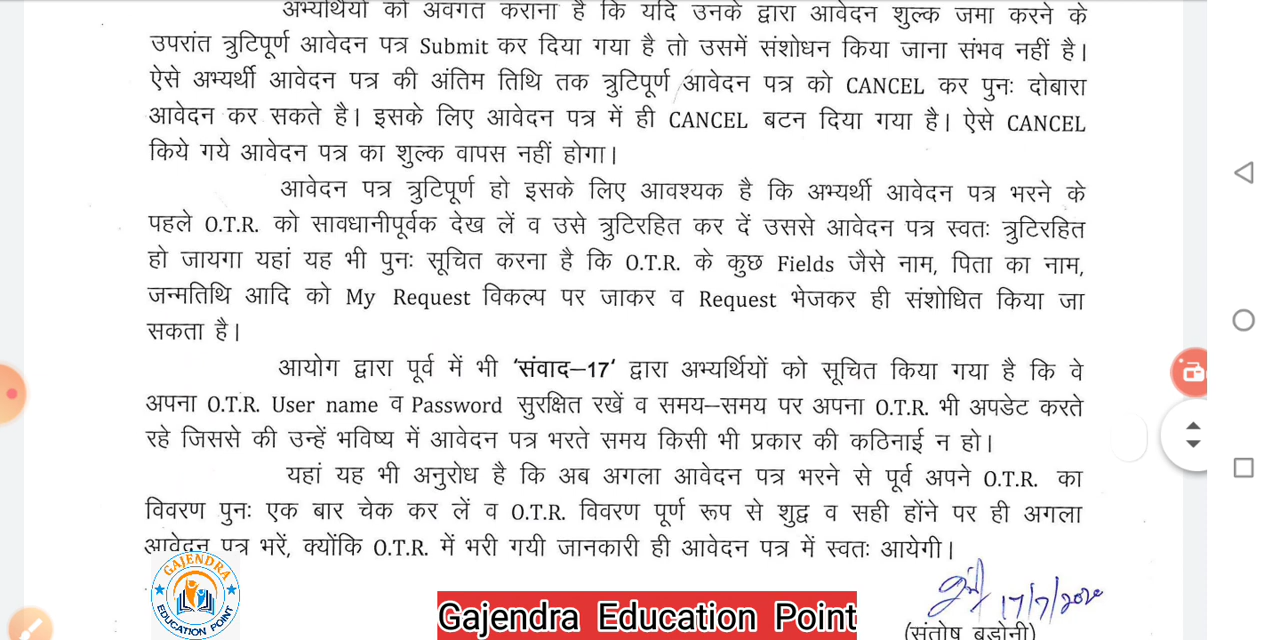 अभ्यर्थियों को अवगत कराना है कि यदि उनके द्वारा आवेदन शुल्क जमा करने के
उपरांत त्रुटिपूर्ण आवेदन पत्र Submit कर दिया गया है तो उसमें संशोधन किया जाना संभव नहीं है।
ऐसे अभ्यर्थी आवेदन पत्र की अंतिम तिथि तक त्रुटिपूर्ण आवेदन पत्र को CANCEL कर पुनः दोबारा
आवेदन कर सकते है। इसके लिए आवेदन पत्र में ही CANCEL बटन दिया गया है। ऐसे CANCEL
किये गये आवेदन पत्र का शुल्क वापस नहीं होगा।
आवेदन पत्र त्रुटिपूर्ण हो इसके लिए आवश्यक है कि अभ्यर्थी आवेदन पत्र भरने के
पहले O.T.R. को सावधानीपूर्वक देख लें व उसे त्रुटिरहित कर दें उससे आवेदन पत्र स्वतः त्रुटिरहित
हो जायगा यहां यह भी पुनः सूचित करना है कि O.T.R. के कुछ Fields जैसे नाम, पिता का नाम,
जन्मतिथि आदि को My Request विकल्प पर जाकर व Request भेजकर ही संशोधित किया जा
सकता है।
आयोग द्वारा पूर्व में भी 'संवाद–17' द्वारा अभ्यर्थियों को सूचित किया गया है कि वे
अपना O.T.R. User name व Password सुरक्षित रखें व समय–समय पर अपना O.T.R. भी अपडेट करते
रहे जिससे की उन्हें भविष्य में आवेदन पत्र भरते समय किसी भी प्रकार की कठिनाई न हो।
यहां यह भी अनुरोध है कि अब अगला आवेदन पत्र भरने से पूर्व अपने O.T.R. का
विवरण पुनः एक बार चेक कर लें व O.T.R. विवरण पूर्ण रूप से शुद्व व सही होंने पर ही अगला
आवेदन पत्र भरें, क्योंकि O.T.R. में भरी गयी जानकारी ही आवेदन पत्र में स्वतः आयेगी।
GAJENDRA
EDUCATION POINT
Gajendra Education Point
17/7/2020
(संतोष बडोनी)